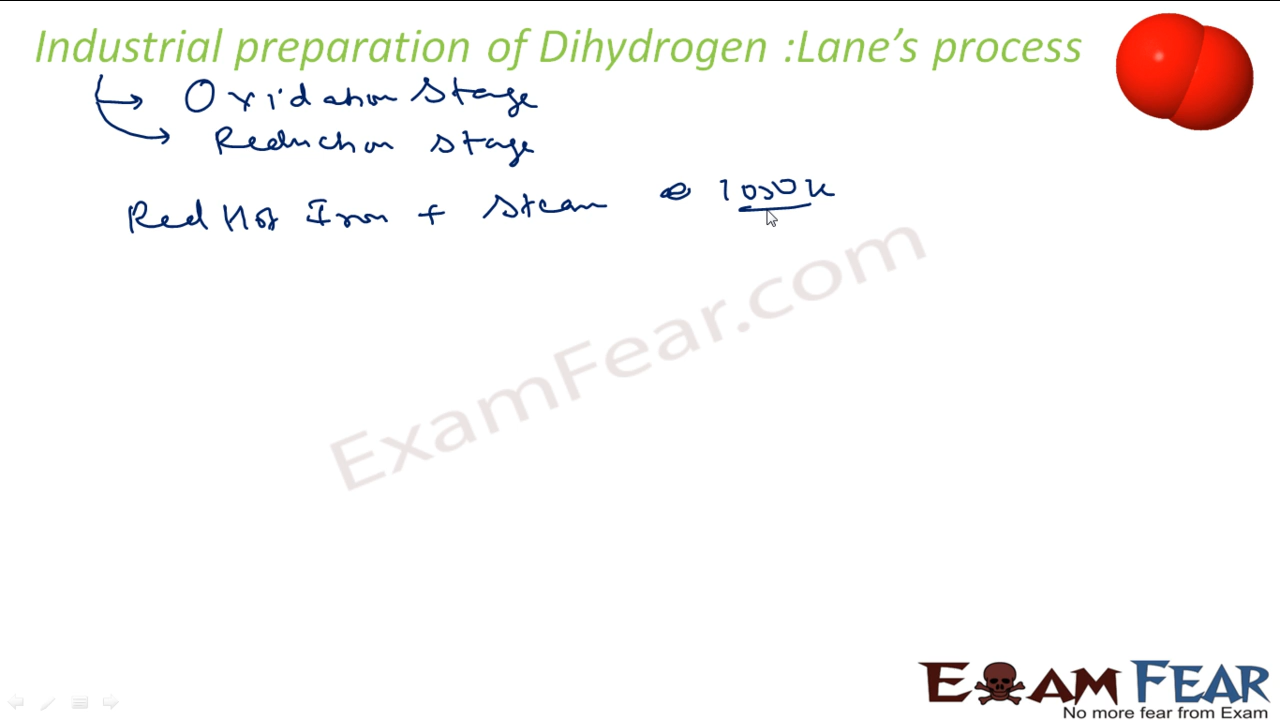 Industrial preparation of Dihydrogen :Lane's process
Oxidation Stage
Reduction stage
Red Hot Iron + Steam @ 1050K
ExamFear.com
EXAM FEAR
No more fear from Exam